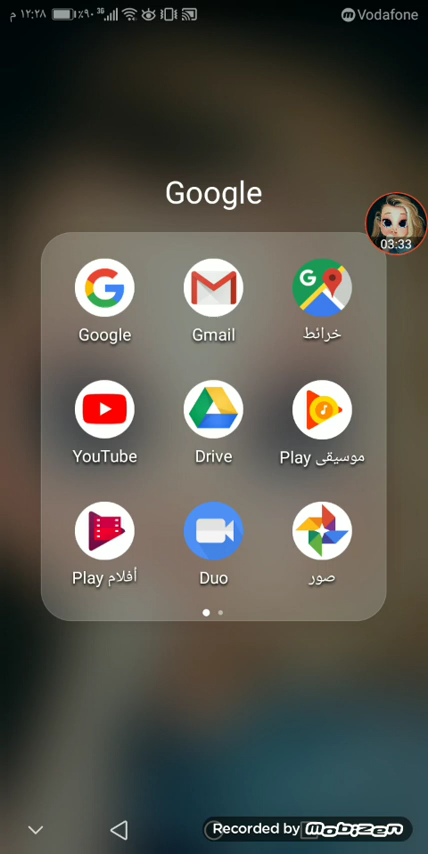 م ١٢:٢٨ ٪٩٠ 3G Vodafone
Google
03:33
Google Gmail خرائط
YouTube Drive Play موسيقى
Play أفلام Duo صور
Recorded by mobizen